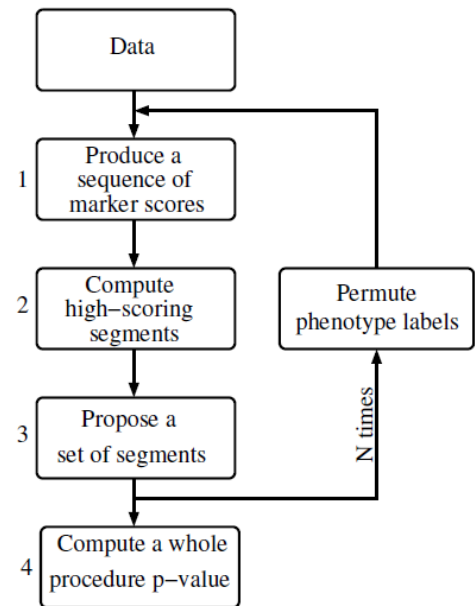 Data
1
Produce a
sequence of
marker scores
2
Compute
high−scoring
segments
Permute
phenotype labels
3
Propose a
set of segments
N times
4
Compute a whole
procedure p−value